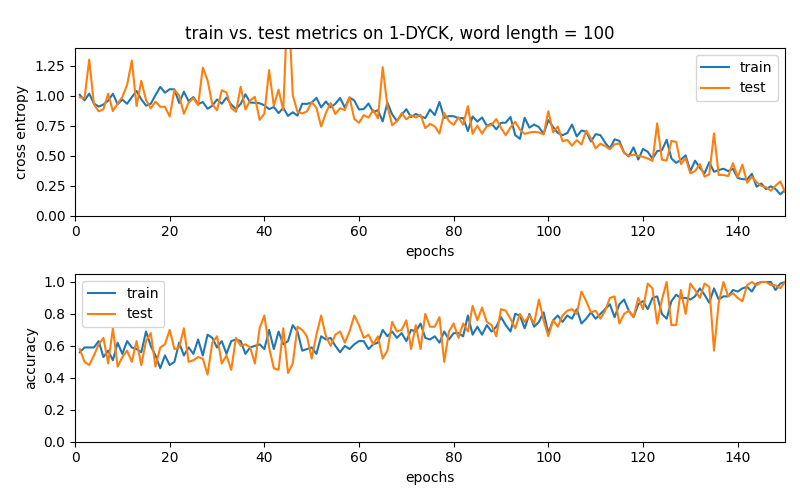 train vs. test metrics on 1-DYCK, word length = 100
1.25
1.00
0.75
0.50
0.25
0.00
cross entropy
train
test
0 20 40 60 80 100 120 140
epochs
1.0
0.8
0.6
0.4
0.2
0.0
accuracy
train
test
0 20 40 60 80 100 120 140
epochs